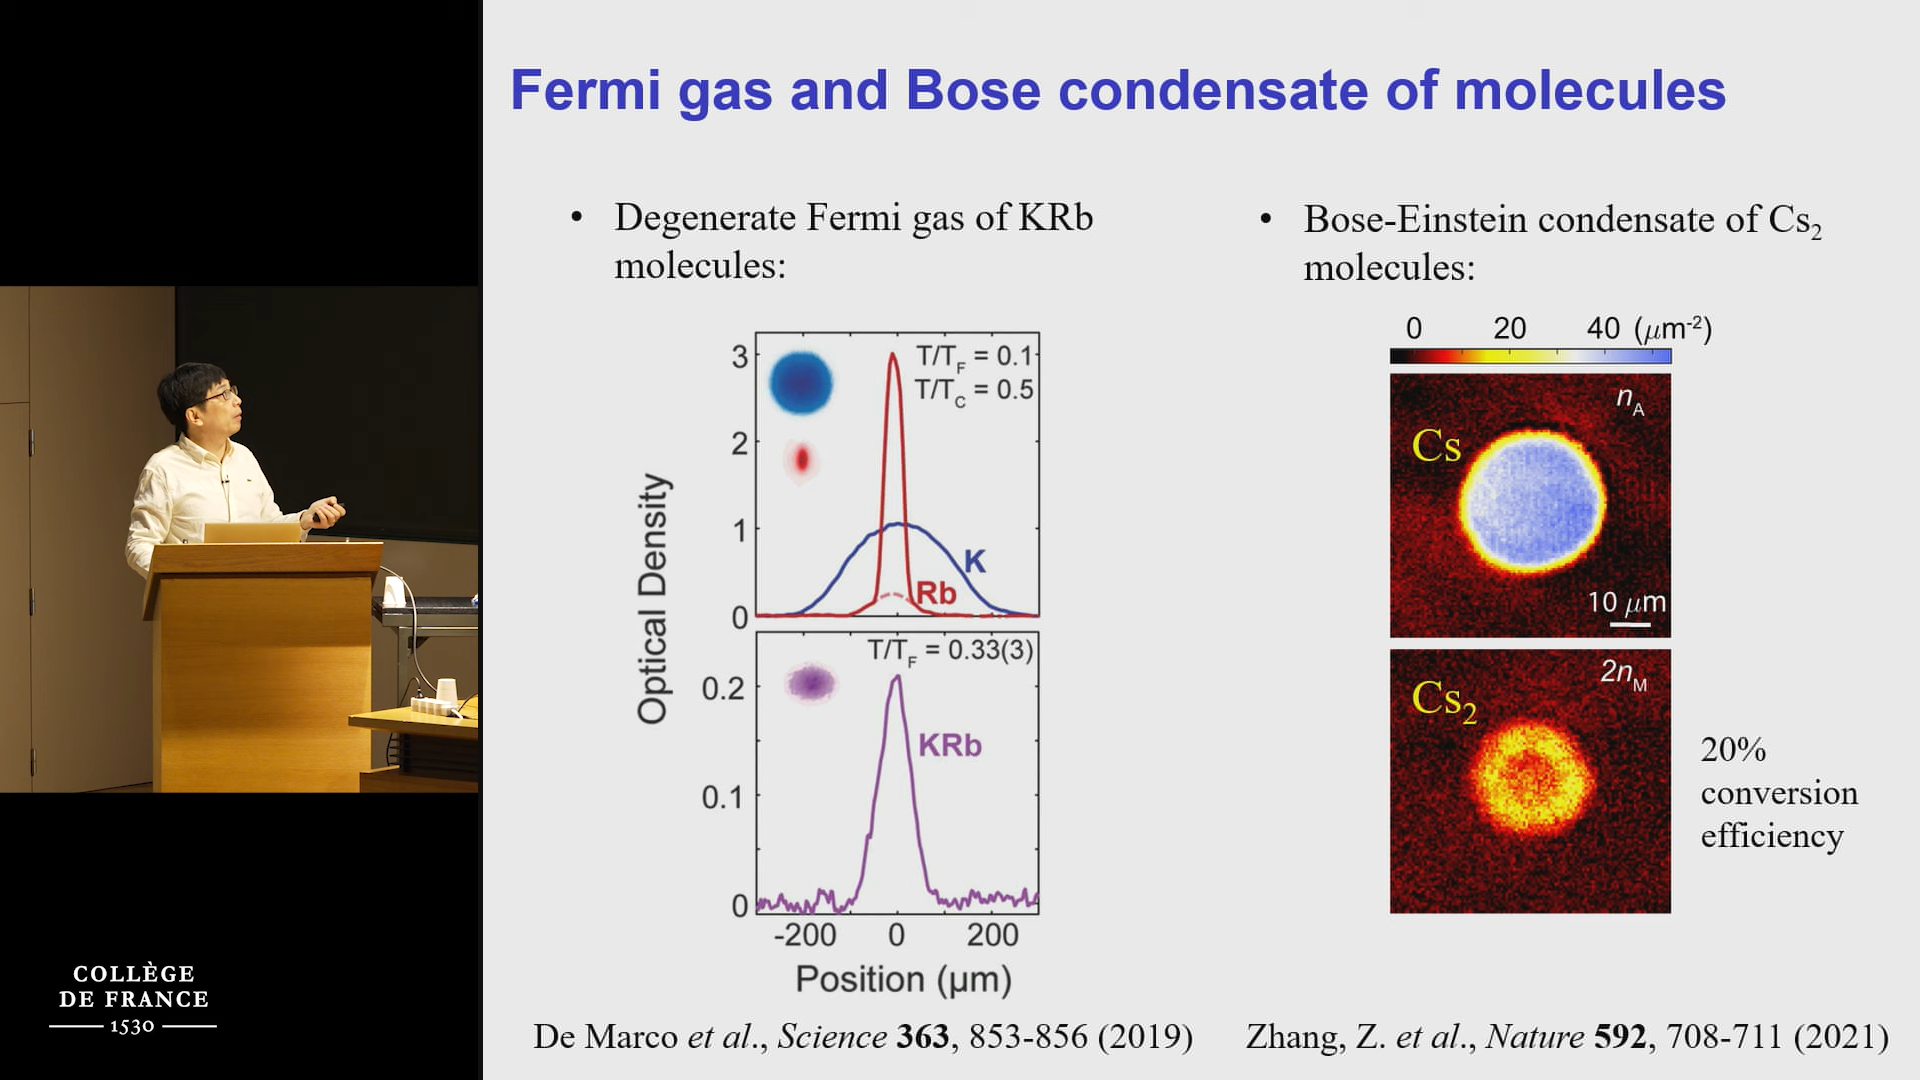 Fermi gas and Bose condensate of molecules
• Degenerate Fermi gas of KRb
molecules:
3
2
1
0
T/T_F = 0.1
T/T_C = 0.5
K
Rb
Optical Density
T/T_F = 0.33(3)
0.2
0.1
0
KRb
-200 0 200
Position (μm)
De Marco et al., Science 363, 853-856 (2019)
• Bose-Einstein condensate of Cs₂
molecules:
0 20 40 (μm⁻²)
n_A
Cs
10 μm
2n_M
Cs₂
20%
conversion
efficiency
Zhang, Z. et al., Nature 592, 708-711 (2021)
COLLÈGE
DE FRANCE
1530